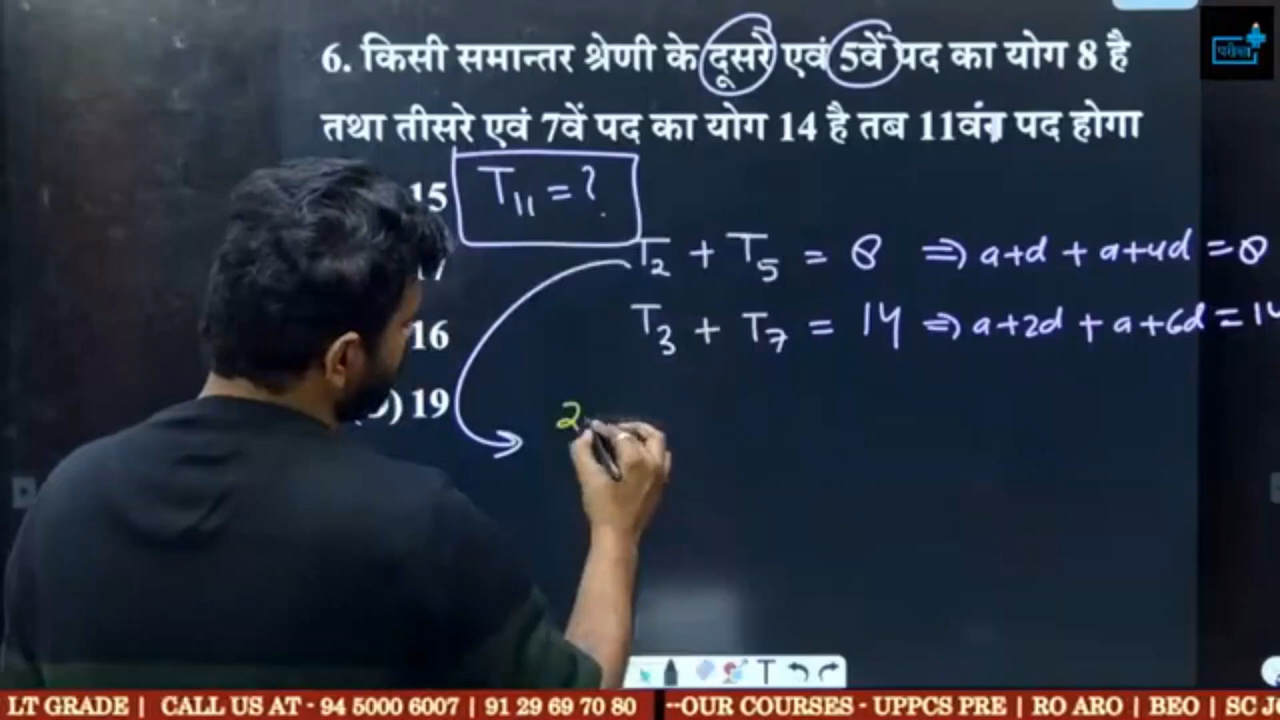 परीक्षा
6. किसी समान्तर श्रेणी के दूसरे एवं 5वें पद का योग 8 है
तथा तीसरे एवं 7वें पद का योग 14 है तब 11वां पद होगा
15
T₁₁ = ?
T₂ + T₅ = 8 ⇒ a+d + a+4d = 8
17
T₃ + T₇ = 14 ⇒ a+2d + a+6d = 14
16
) 19
2
T
LT GRADE | CALL US AT - 94 5000 6007 | 91 29 69 70 80 --OUR COURSES - UPPCS PRE | RO ARO | BEO | SC J